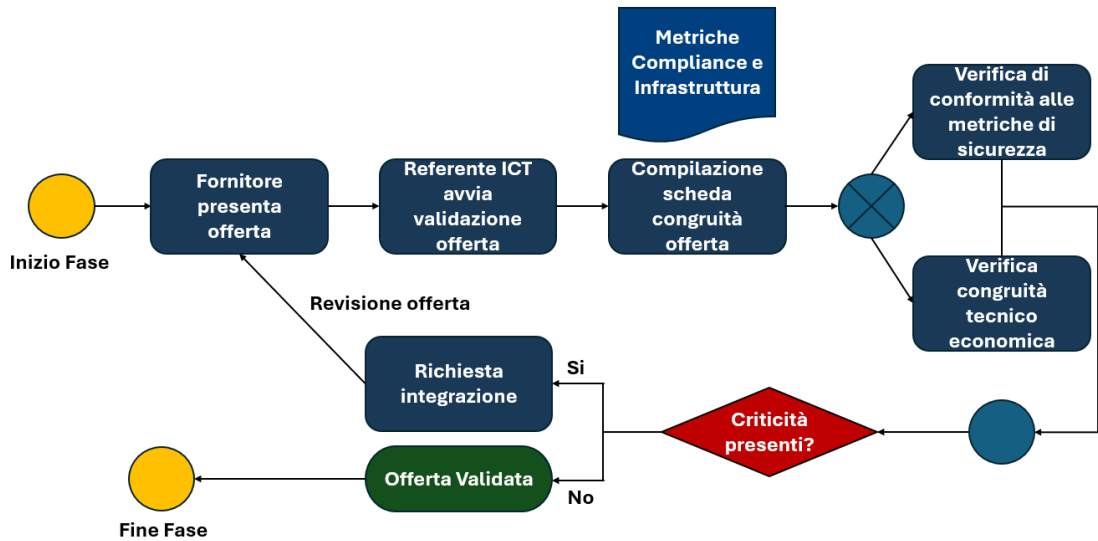 Metriche
Compliance e
Infrastruttura
Verifica di
conformità alle
metriche di
sicurezza
Fornitore
presenta
offerta
Referente ICT
avvia
validazione
offerta
Compilazione
scheda
congruità
offerta
Inizio Fase
Verifica
congruità
tecnico
economica
Revisione offerta
Richiesta
integrazione
Si
Criticità
presenti?
Offerta Validata
No
Fine Fase